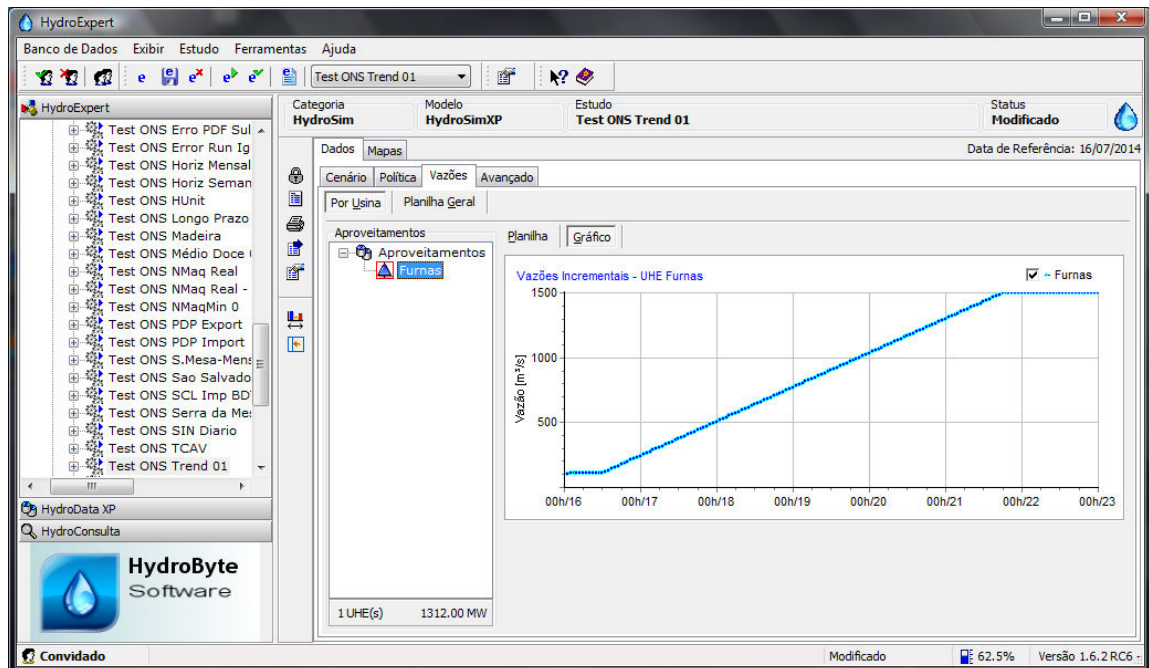 HydroExpert
Banco de Dados Exibir Estudo Ferramentas Ajuda
Test ONS Trend 01
HydroExpert
Test ONS Erro PDF Sul
Test ONS Error Run Ig
Test ONS Horiz Mensal
Test ONS Horiz Seman
Test ONS HUnit
Test ONS Longo Prazo
Test ONS Madeira
Test ONS Médio Doce
Test ONS NMaq Real
Test ONS NMaq Real -
Test ONS NMaqMin 0
Test ONS PDP Export
Test ONS PDP Import
Test ONS S.Mesa-Mens
Test ONS Sao Salvado
Test ONS SCL Imp BD
Test ONS Serra da Me
Test ONS SIN Diario
Test ONS TCAV
Test ONS Trend 01
HydroData XP
HydroConsulta
HydroByte
Software
Categoria Modelo Estudo Status
HydroSim HydroSimXP Test ONS Trend 01 Modificado
Dados Mapas Data de Referência: 16/07/2014
Cenário Política Vazões Avançado
Por Usina Planilha Geral
Aproveitamentos
Aproveitamentos
Furnas
1 UHE(s) 1312.00 MW
Planilha Gráfico
Vazões Incrementais - UHE Furnas
Furnas
1500
1000
500
Vazão [m³/s]
00h/16 00h/17 00h/18 00h/19 00h/20 00h/21 00h/22 00h/23
Convidado Modificado 62.5% Versão 1.6.2 RC6